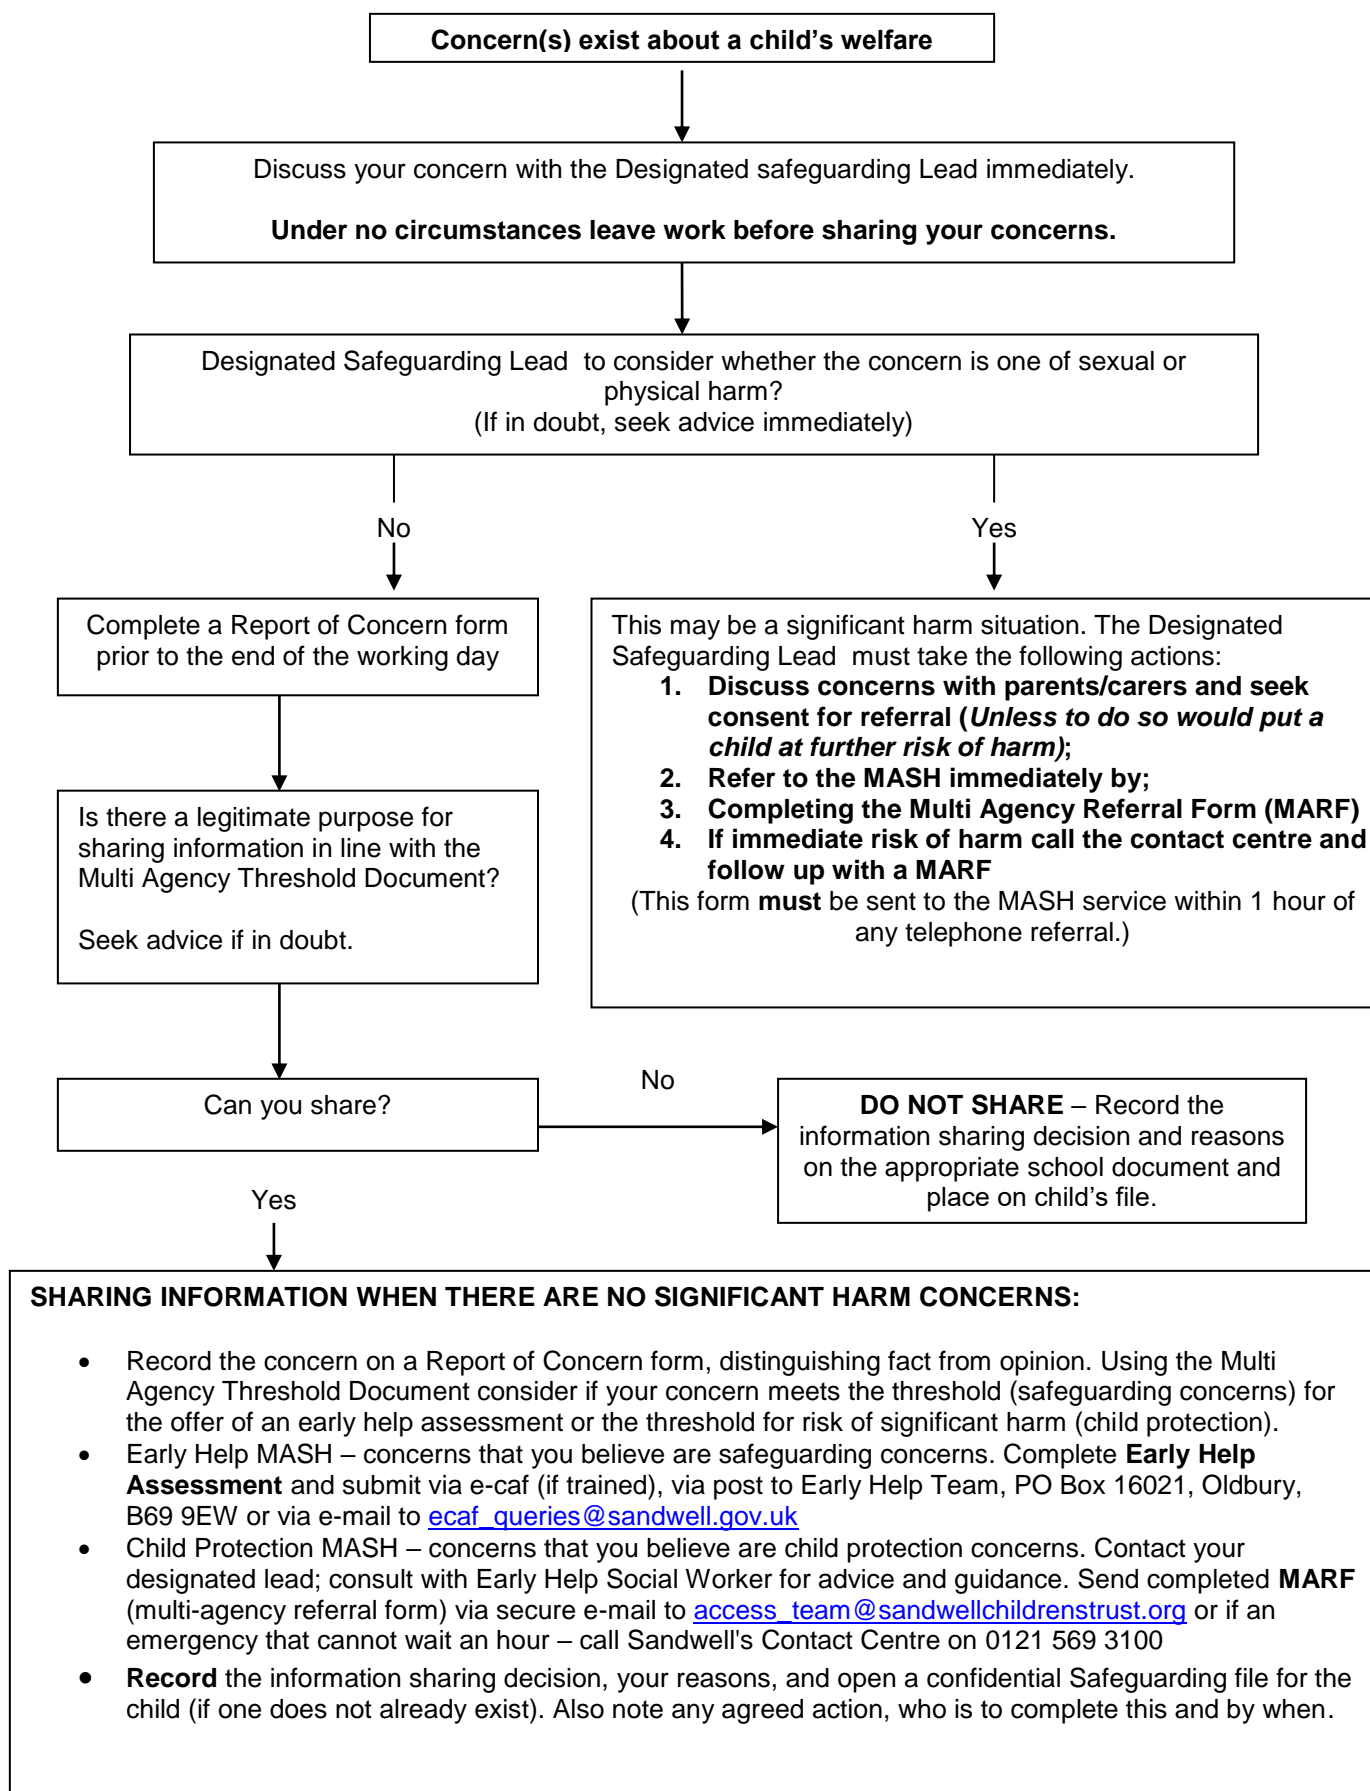 Concern(s) exist about a child's welfare
Discuss your concern with the Designated safeguarding Lead immediately.
Under no circumstances leave work before sharing your concerns.
Designated Safeguarding Lead  to consider whether the concern is one of sexual or
physical harm?
(If in doubt, seek advice immediately)
No
Yes
Complete a Report of Concern form
prior to the end of the working day
This may be a significant harm situation. The Designated
Safeguarding Lead  must take the following actions:
1. Discuss concerns with parents/carers and seek
consent for referral (Unless to do so would put a
child at further risk of harm);
2. Refer to the MASH immediately by;
3. Completing the Multi Agency Referral Form (MARF)
4. If immediate risk of harm call the contact centre and
follow up with a MARF
(This form must be sent to the MASH service within 1 hour of
any telephone referral.)
Is there a legitimate purpose for
sharing information in line with the
Multi Agency Threshold Document?
Seek advice if in doubt.
Can you share?
No
DO NOT SHARE – Record the
information sharing decision and reasons
on the appropriate school document and
place on child's file.
Yes
SHARING INFORMATION WHEN THERE ARE NO SIGNIFICANT HARM CONCERNS:
• Record the concern on a Report of Concern form, distinguishing fact from opinion. Using the Multi
Agency Threshold Document consider if your concern meets the threshold (safeguarding concerns) for
the offer of an early help assessment or the threshold for risk of significant harm (child protection).
• Early Help MASH – concerns that you believe are safeguarding concerns. Complete Early Help
Assessment and submit via e-caf (if trained), via post to Early Help Team, PO Box 16021, Oldbury,
B69 9EW or via e-mail to ecaf_queries@sandwell.gov.uk
• Child Protection MASH – concerns that you believe are child protection concerns. Contact your
designated lead; consult with Early Help Social Worker for advice and guidance. Send completed MARF
(multi-agency referral form) via secure e-mail to access_team@sandwellchildrenstrust.org or if an
emergency that cannot wait an hour – call Sandwell's Contact Centre on 0121 569 3100
• Record the information sharing decision, your reasons, and open a confidential Safeguarding file for the
child (if one does not already exist). Also note any agreed action, who is to complete this and by when.